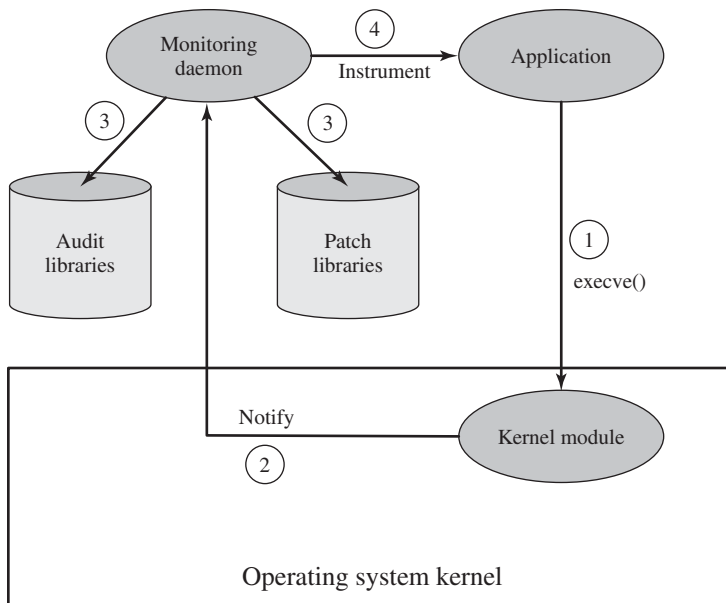 Monitoring
daemon
4
Instrument
Application
3
3
Audit
libraries
Patch
libraries
1
execve()
Notify
2
Kernel module
Operating system kernel